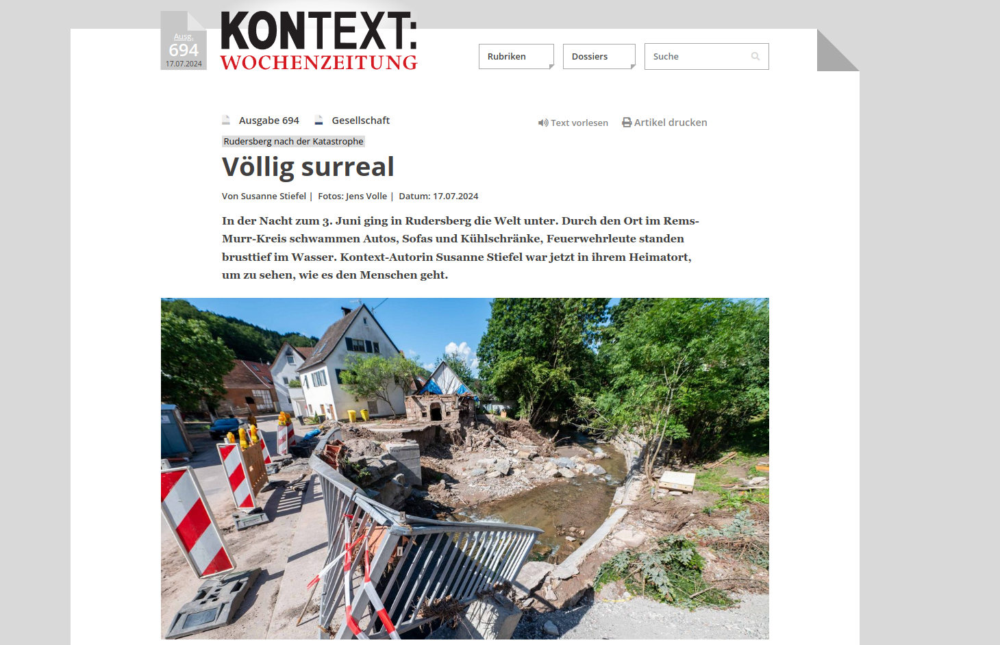 Ausg.
694
17.07.2024
KONTEXT:
WOCHENZEITUNG
Rubriken
Dossiers
Suche
Ausgabe 694
Gesellschaft
Text vorlesen
Artikel drucken
Rudersberg nach der Katastrophe
Völlig surreal
Von Susanne Stiefel | Fotos: Jens Volle | Datum: 17.07.2024
In der Nacht zum 3. Juni ging in Rudersberg die Welt unter. Durch den Ort im Rems-
Murr-Kreis schwammen Autos, Sofas und Kühlschränke, Feuerwehrleute standen
brusttief im Wasser. Kontext-Autorin Susanne Stiefel war jetzt in ihrem Heimatort,
um zu sehen, wie es den Menschen geht.